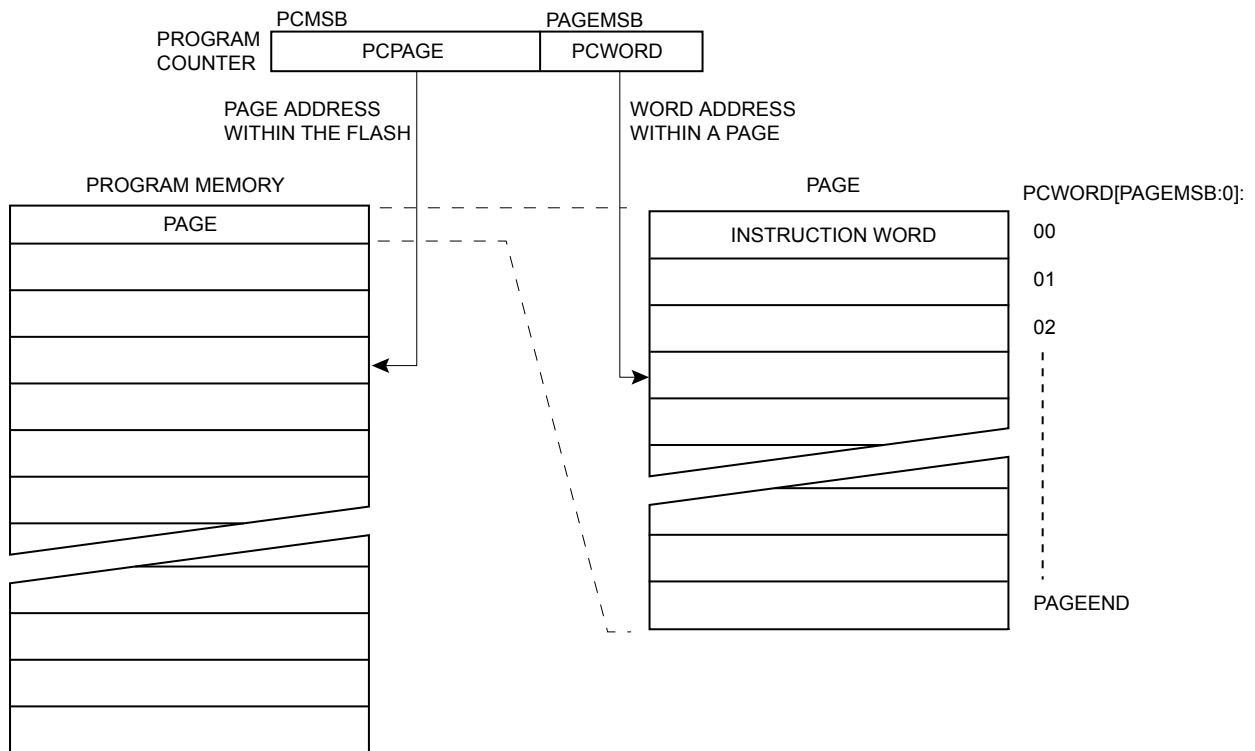 PCMSB
PAGEMSB
PROGRAM
COUNTER
PCPAGE
PCWORD
PAGE ADDRESS
WITHIN THE FLASH
WORD ADDRESS
WITHIN A PAGE
PROGRAM MEMORY
PAGE
PAGE
PCWORD[PAGEMSB:0]:
INSTRUCTION WORD
00
01
02
PAGEEND